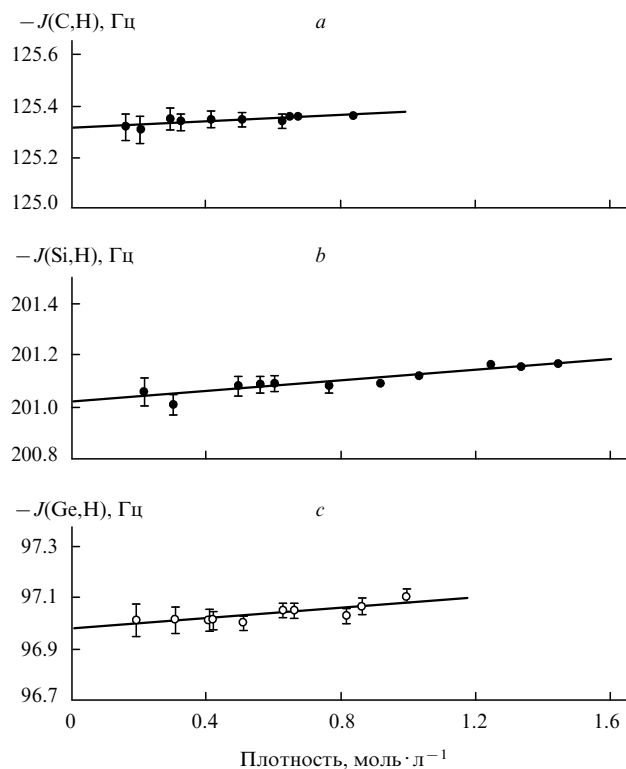 −J(C,H), Гц
a
125.6
125.4
125.2
125.0
−J(Si,H), Гц
b
201.4
201.2
201.0
200.8
−J(Ge,H), Гц
c
97.3
97.1
96.9
96.7
0 0.4 0.8 1.2 1.6
Плотность, моль·л⁻¹